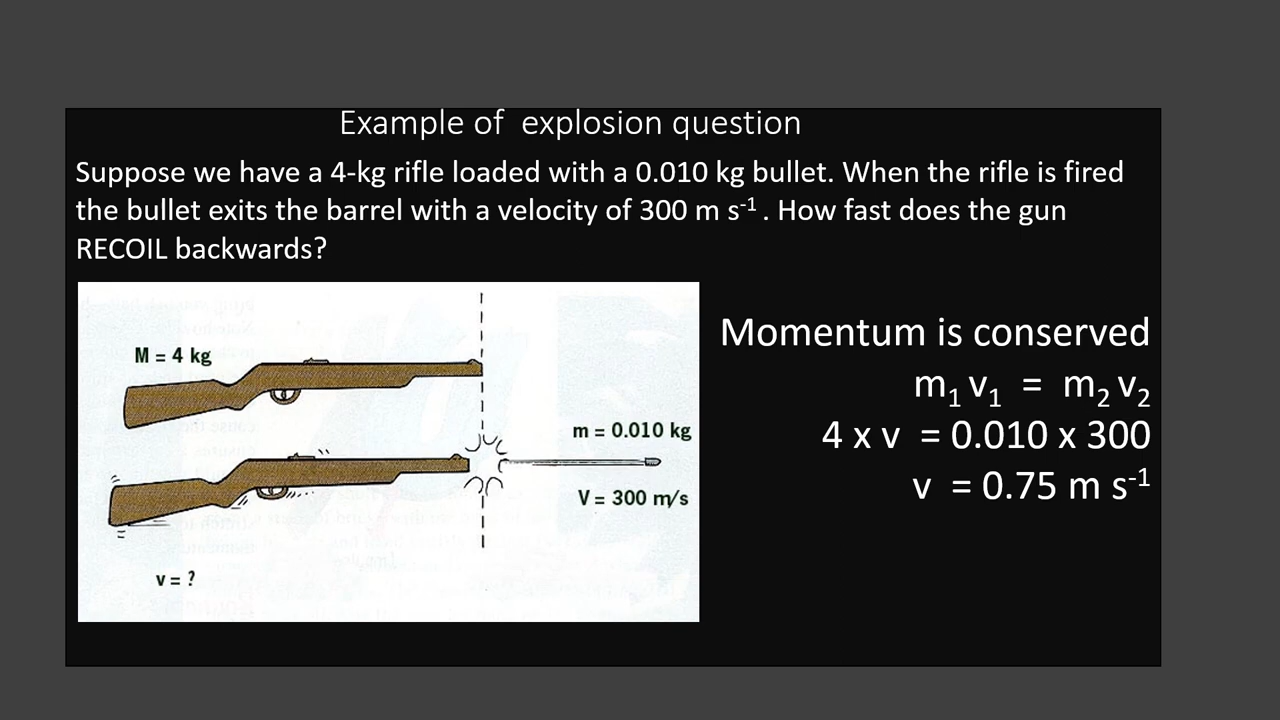 Example of  explosion question
Suppose we have a 4-kg rifle loaded with a 0.010 kg bullet. When the rifle is fired
the bullet exits the barrel with a velocity of 300 m s⁻¹ . How fast does the gun
RECOIL backwards?
M = 4 kg
m = 0.010 kg
V = 300 m/s
v = ?
Momentum is conserved
m₁ v₁  =  m₂ v₂
4 x v  = 0.010 x 300
v  = 0.75 m s⁻¹